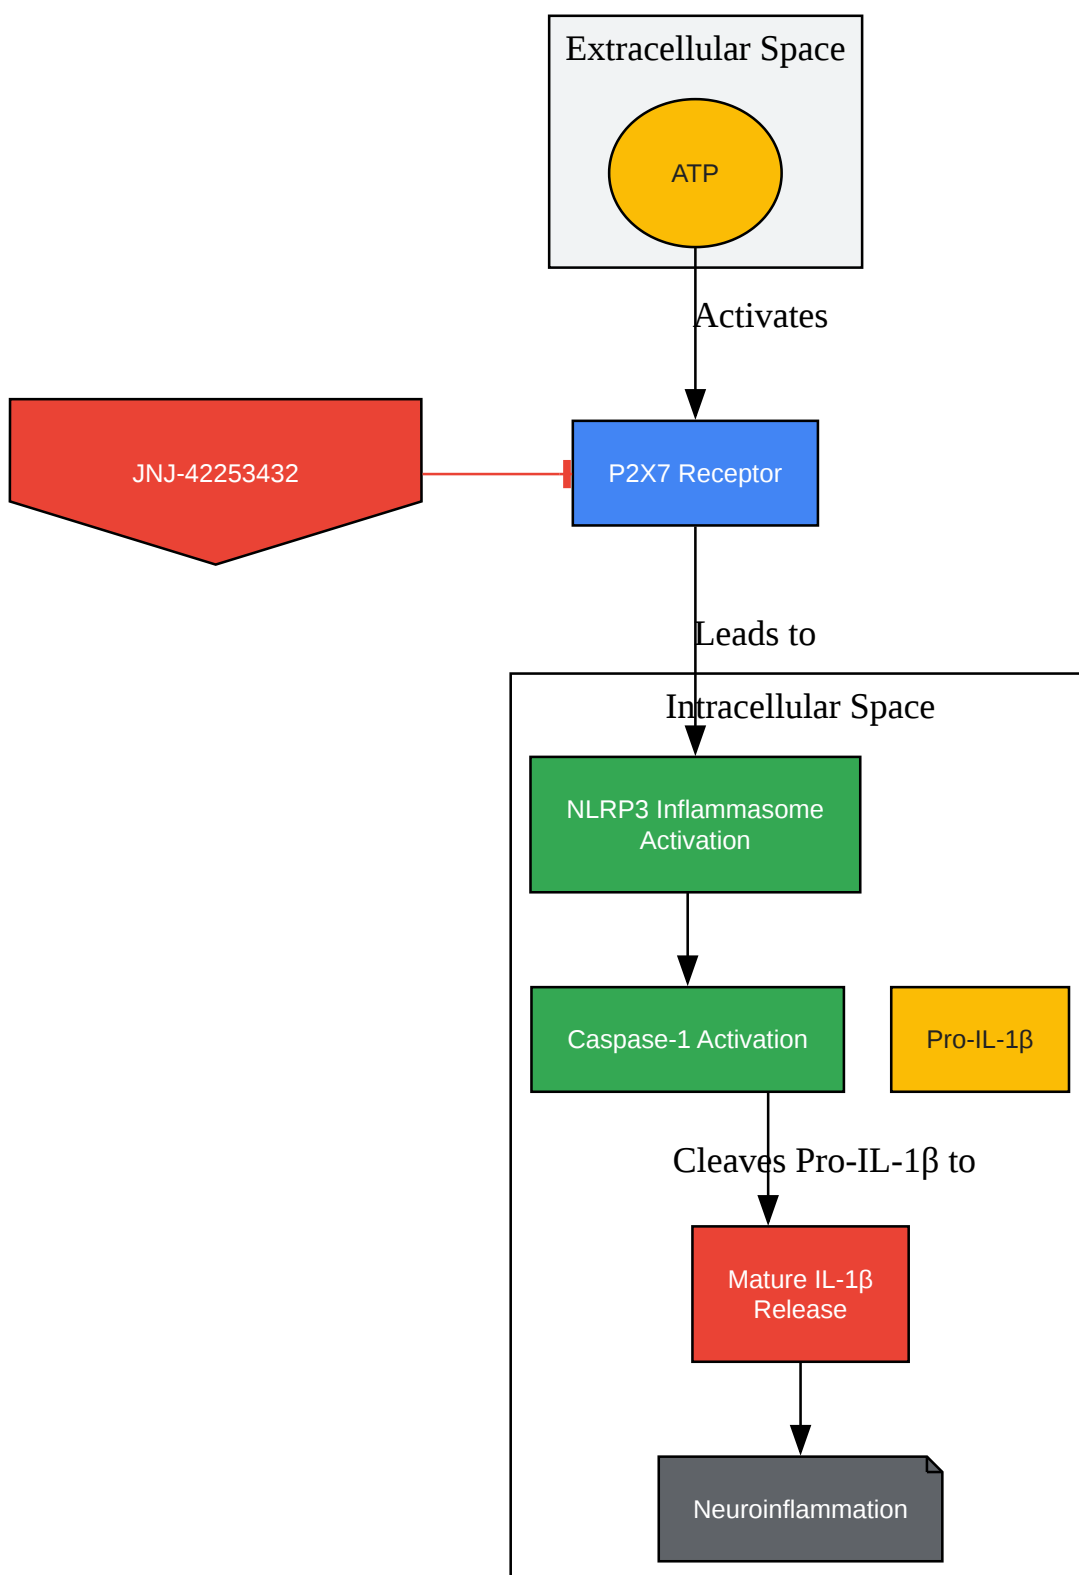 Extracellular Space
ATP
Activates
JNJ-42253432
P2X7 Receptor
Leads to
Intracellular Space
NLRP3 Inflammasome
Activation
Caspase-1 Activation
Pro-IL-1β
Cleaves Pro-IL-1β to
Mature IL-1β
Release
Neuroinflammation